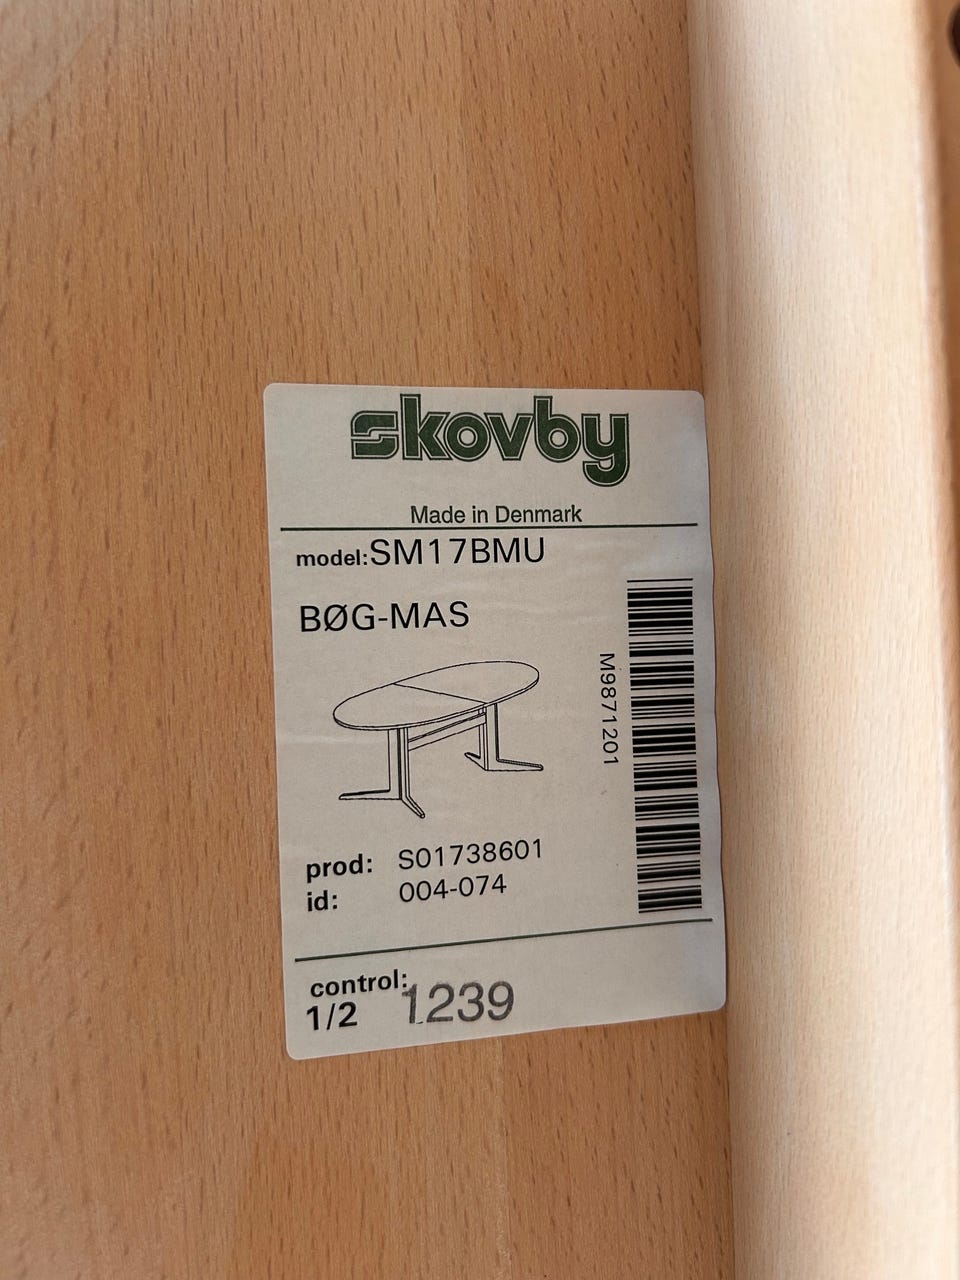 skovby
Made in Denmark
model:SM17BMU
BØG-MAS
M9871201
prod: S01738601
id: 004-074
control:
1/2 1239